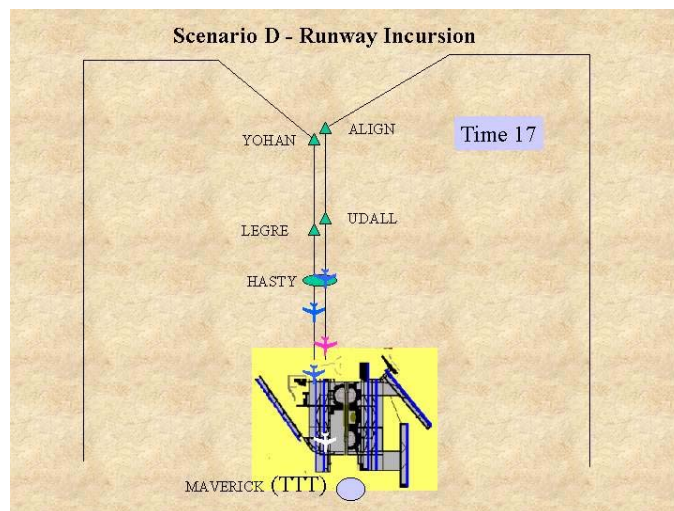 Scenario D - Runway Incursion
ALIGN
Time 17
YOHAN
UDALL
LEGRE
HASTY
MAVERICK (TTT)